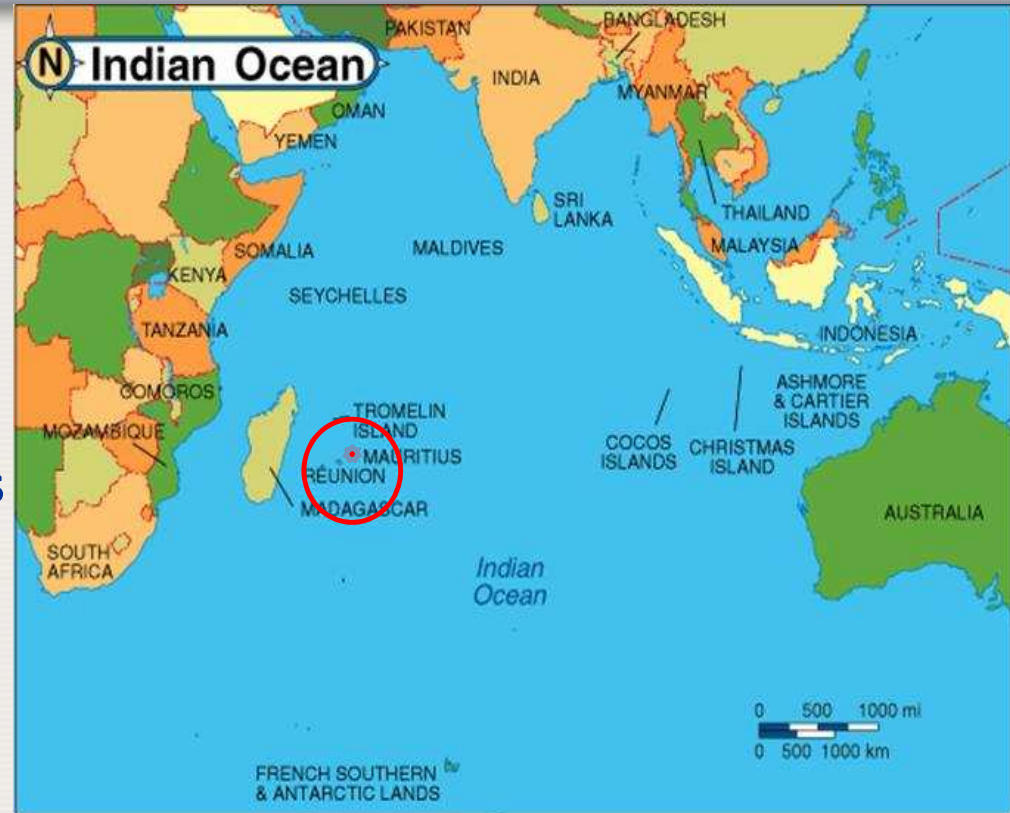 N Indian Ocean
PAKISTAN
BANGLADESH
INDIA
MYANMAR
OMAN
YEMEN
SRI
LANKA
THAILAND
MALDIVES
MALAYSIA
SOMALIA
KENYA
SEYCHELLES
TANZANIA
INDONESIA
COMOROS
ASHMORE
& CARTIER
ISLANDS
TROMELIN
ISLAND
MOZAMBIQUE
MAURITIUS
COCOS
ISLANDS
CHRISTMAS
ISLAND
RÉUNION
S
MADAGASCAR
AUSTRALIA
SOUTH
AFRICA
Indian
Ocean
0 500 1000 mi
0 500 1000 km
FRENCH SOUTHERN
& ANTARCTIC LANDS